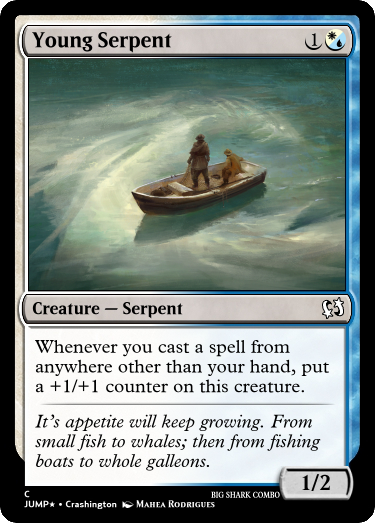 Young Serpent
1
Creature — Serpent
Whenever you cast a spell from
anywhere other than your hand, put
a +1/+1 counter on this creature.
It's appetite will keep growing. From
small fish to whales; then from fishing
boats to whole galleons.
1/2
C
BIG SHARK COMBO
JUMP★ • Crashington Mahea Rodrigues